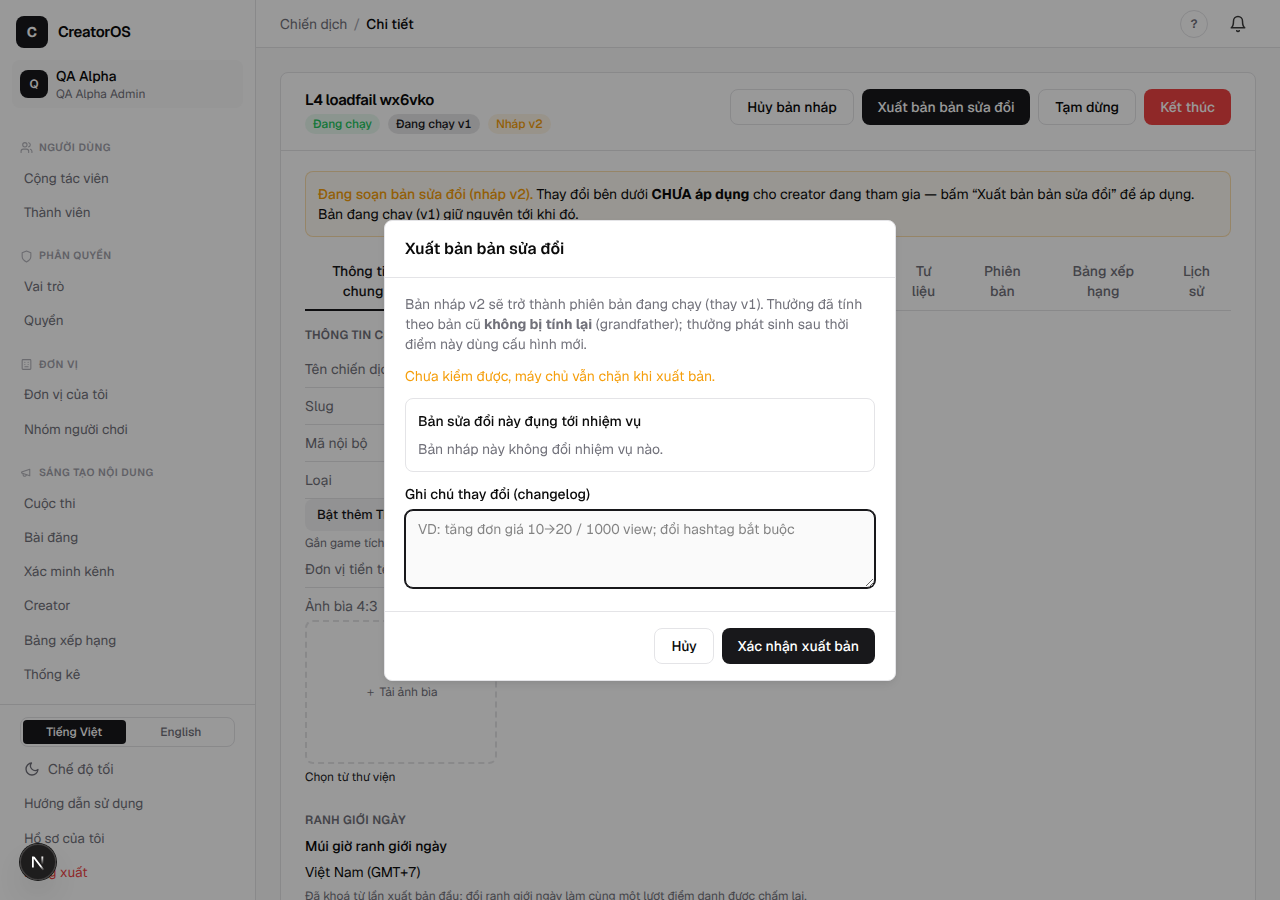 C CreatorOS
Q QA Alpha
QA Alpha Admin
NGƯỜI DÙNG
Cộng tác viên
Thành viên
PHÂN QUYỀN
Vai trò
Quyền
ĐƠN VỊ
Đơn vị của tôi
Nhóm người chơi
SÁNG TẠO NỘI DUNG
Cuộc thi
Bài đăng
Xác minh kênh
Creator
Bảng xếp hạng
Thống kê
Tiếng Việt English
Chế độ tối
Hướng dẫn sử dụng
Hồ sơ của tôi
N xuất
Chiến dịch / Chi tiết ?
L4 loadfail wx6vko
Đang chạy Đang chạy v1 Nháp v2
Hủy bản nháp Xuất bản bản sửa đổi Tạm dừng Kết thúc
Đang soạn bản sửa đổi (nháp v2). Thay đổi bên dưới CHƯA áp dụng cho creator đang tham gia — bấm “Xuất bản bản sửa đổi” để áp dụng.
Bản đang chạy (v1) giữ nguyên tới khi đó.
Thông ti
chung
Tư
liệu
Phiên
bản
Bảng xếp
hạng
Lịch
sử
THÔNG TIN C
Tên chiến dịc
Slug
Mã nội bộ
Loại
Bật thêm T
Gắn game tích
Đơn vị tiền tệ
Ảnh bìa 4:3
+ Tải ảnh bìa
Chọn từ thư viện
RANH GIỚI NGÀY
Múi giờ ranh giới ngày
Việt Nam (GMT+7)
Đã khoá từ lần xuất bản đầu: đổi ranh giới ngày làm cùng một lượt điểm danh được chấm lại.
Xuất bản bản sửa đổi
Bản nháp v2 sẽ trở thành phiên bản đang chạy (thay v1). Thưởng đã tính
theo bản cũ không bị tính lại (grandfather); thưởng phát sinh sau thời
điểm này dùng cấu hình mới.
Chưa kiểm được, máy chủ vẫn chặn khi xuất bản.
Bản sửa đổi này đụng tới nhiệm vụ
Bản nháp này không đổi nhiệm vụ nào.
Ghi chú thay đổi (changelog)
VD: tăng đơn giá 10→20 / 1000 view; đổi hashtag bắt buộc
Hủy Xác nhận xuất bản